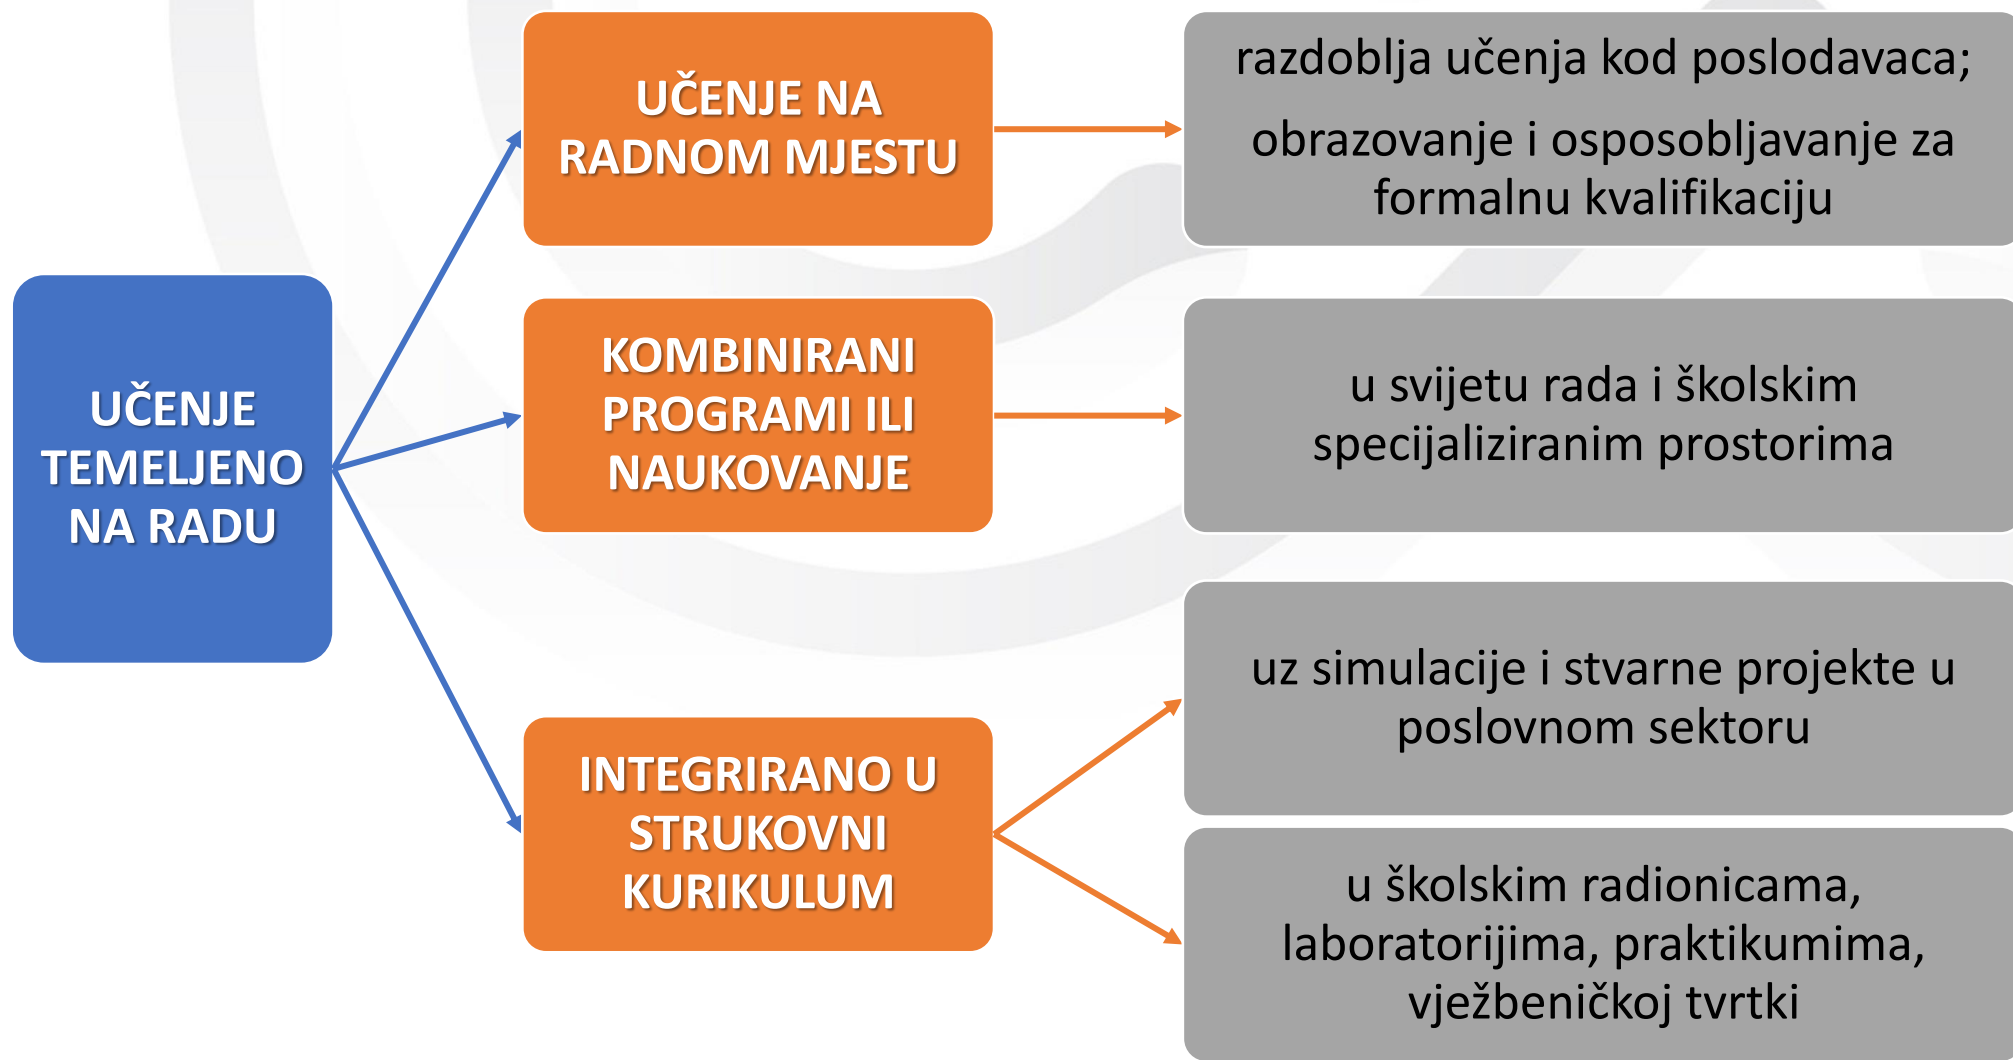 UČENJE
TEMELJENO
NA RADU
UČENJE NA
RADNOM MJESTU
razdoblja učenja kod poslodavaca;
obrazovanje i osposobljavanje za
formalnu kvalifikaciju
KOMBINIRANI
PROGRAMI ILI
NAUKOVANJE
u svijetu rada i školskim
specijaliziranim prostorima
INTEGRIRANO U
STRUKOVNI
KURIKULUM
uz simulacije i stvarne projekte u
poslovnom sektoru
u školskim radionicama,
laboratorijima, praktikumima,
vježbeničkoj tvrtki